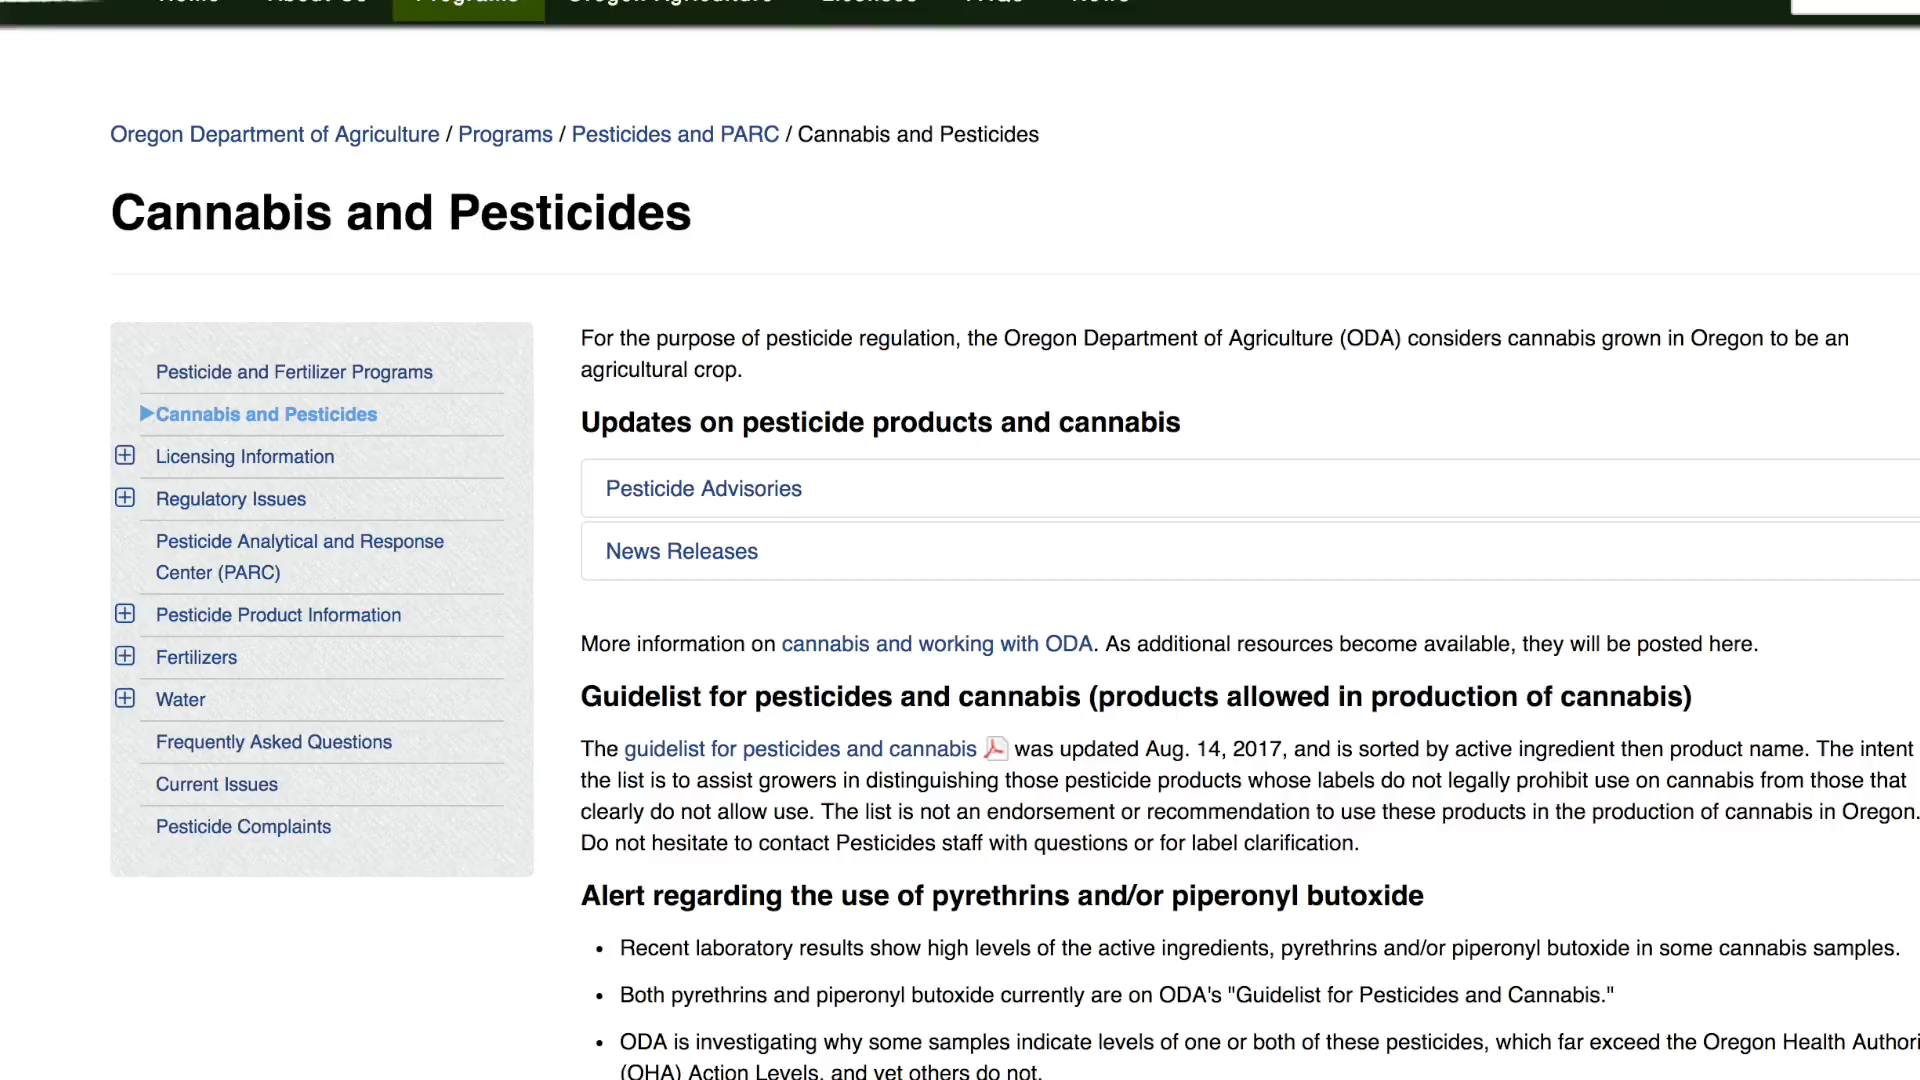 Oregon Department of Agriculture / Programs / Pesticides and PARC / Cannabis and Pesticides
Cannabis and Pesticides
Pesticide and Fertilizer Programs
Cannabis and Pesticides
Licensing Information
Regulatory Issues
Pesticide Analytical and Response
Center (PARC)
Pesticide Product Information
Fertilizers
Water
Frequently Asked Questions
Current Issues
Pesticide Complaints
For the purpose of pesticide regulation, the Oregon Department of Agriculture (ODA) considers cannabis grown in Oregon to be an
agricultural crop.
Updates on pesticide products and cannabis
Pesticide Advisories
News Releases
More information on cannabis and working with ODA. As additional resources become available, they will be posted here.
Guidelist for pesticides and cannabis (products allowed in production of cannabis)
The guidelist for pesticides and cannabis was updated Aug. 14, 2017, and is sorted by active ingredient then product name. The intent
the list is to assist growers in distinguishing those pesticide products whose labels do not legally prohibit use on cannabis from those that
clearly do not allow use. The list is not an endorsement or recommendation to use these products in the production of cannabis in Oregon.
Do not hesitate to contact Pesticides staff with questions or for label clarification.
Alert regarding the use of pyrethrins and/or piperonyl butoxide
• Recent laboratory results show high levels of the active ingredients, pyrethrins and/or piperonyl butoxide in some cannabis samples.
• Both pyrethrins and piperonyl butoxide currently are on ODA's "Guidelist for Pesticides and Cannabis."
• ODA is investigating why some samples indicate levels of one or both of these pesticides, which far exceed the Oregon Health Authori
(OHA) Action Levels, and yet others do not.